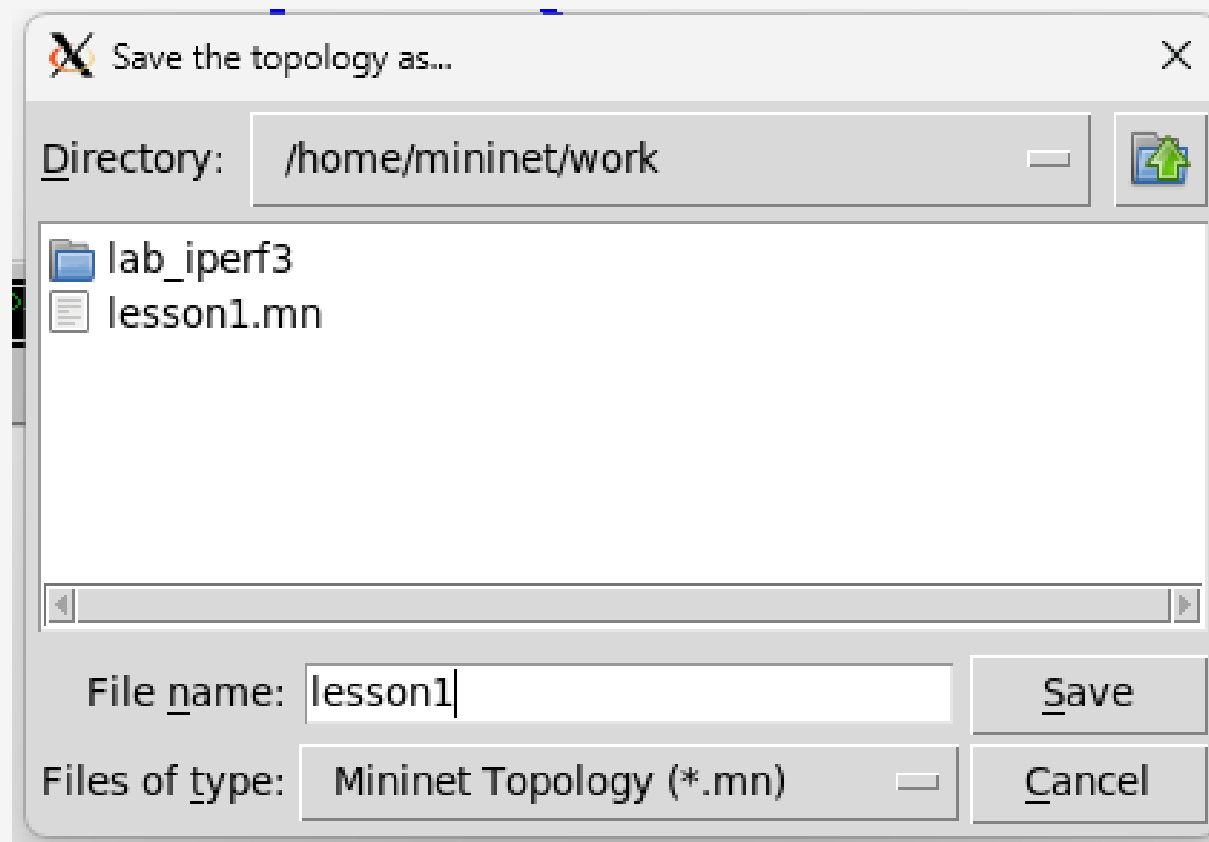 Save the topology as...
Directory: /home/mininet/work
lab_iperf3
lesson1.mn
File name: lesson1 Save
Files of type: Mininet Topology (*.mn) Cancel